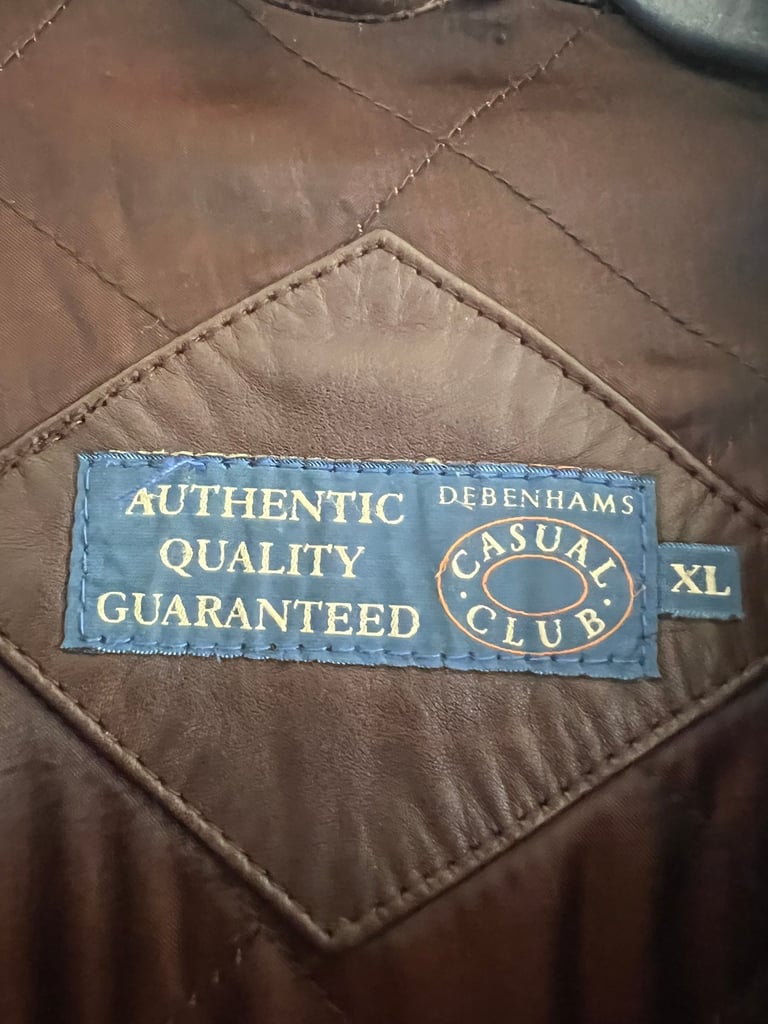 AUTHENTIC
QUALITY
GUARANTEED
DEBENHAMS
CASUAL
· CLUB ·
XL